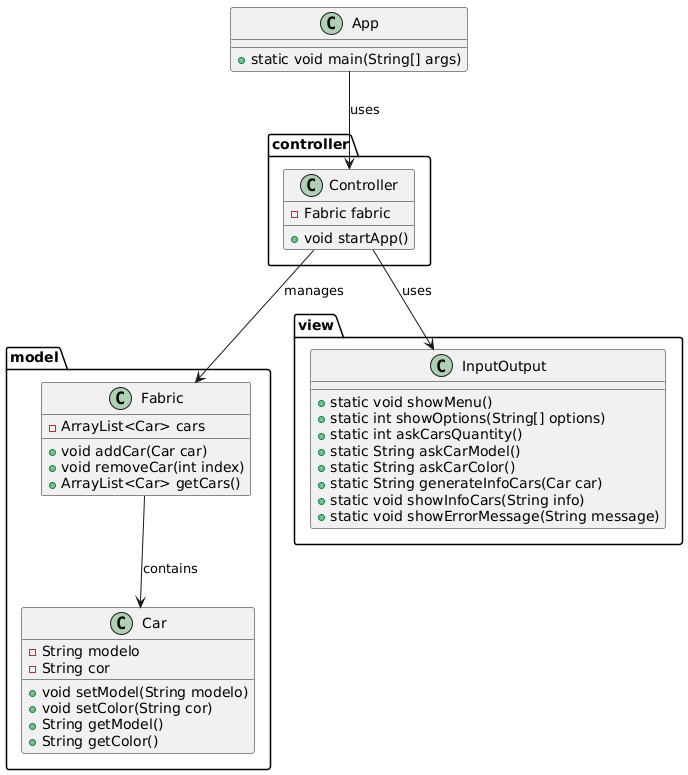 C App
static void main(String[] args)
uses
controller
C Controller
Fabric fabric
void startApp()
manages
uses
view
C InputOutput
static void showMenu()
static int showOptions(String[] options)
static int askCarsQuantity()
static String askCarModel()
static String askCarColor()
static String generateInfoCars(Car car)
static void showInfoCars(String info)
static void showErrorMessage(String message)
model
C Fabric
ArrayList<Car> cars
void addCar(Car car)
void removeCar(int index)
ArrayList<Car> getCars()
contains
C Car
String modelo
String cor
void setModel(String modelo)
void setColor(String cor)
String getModel()
String getColor()